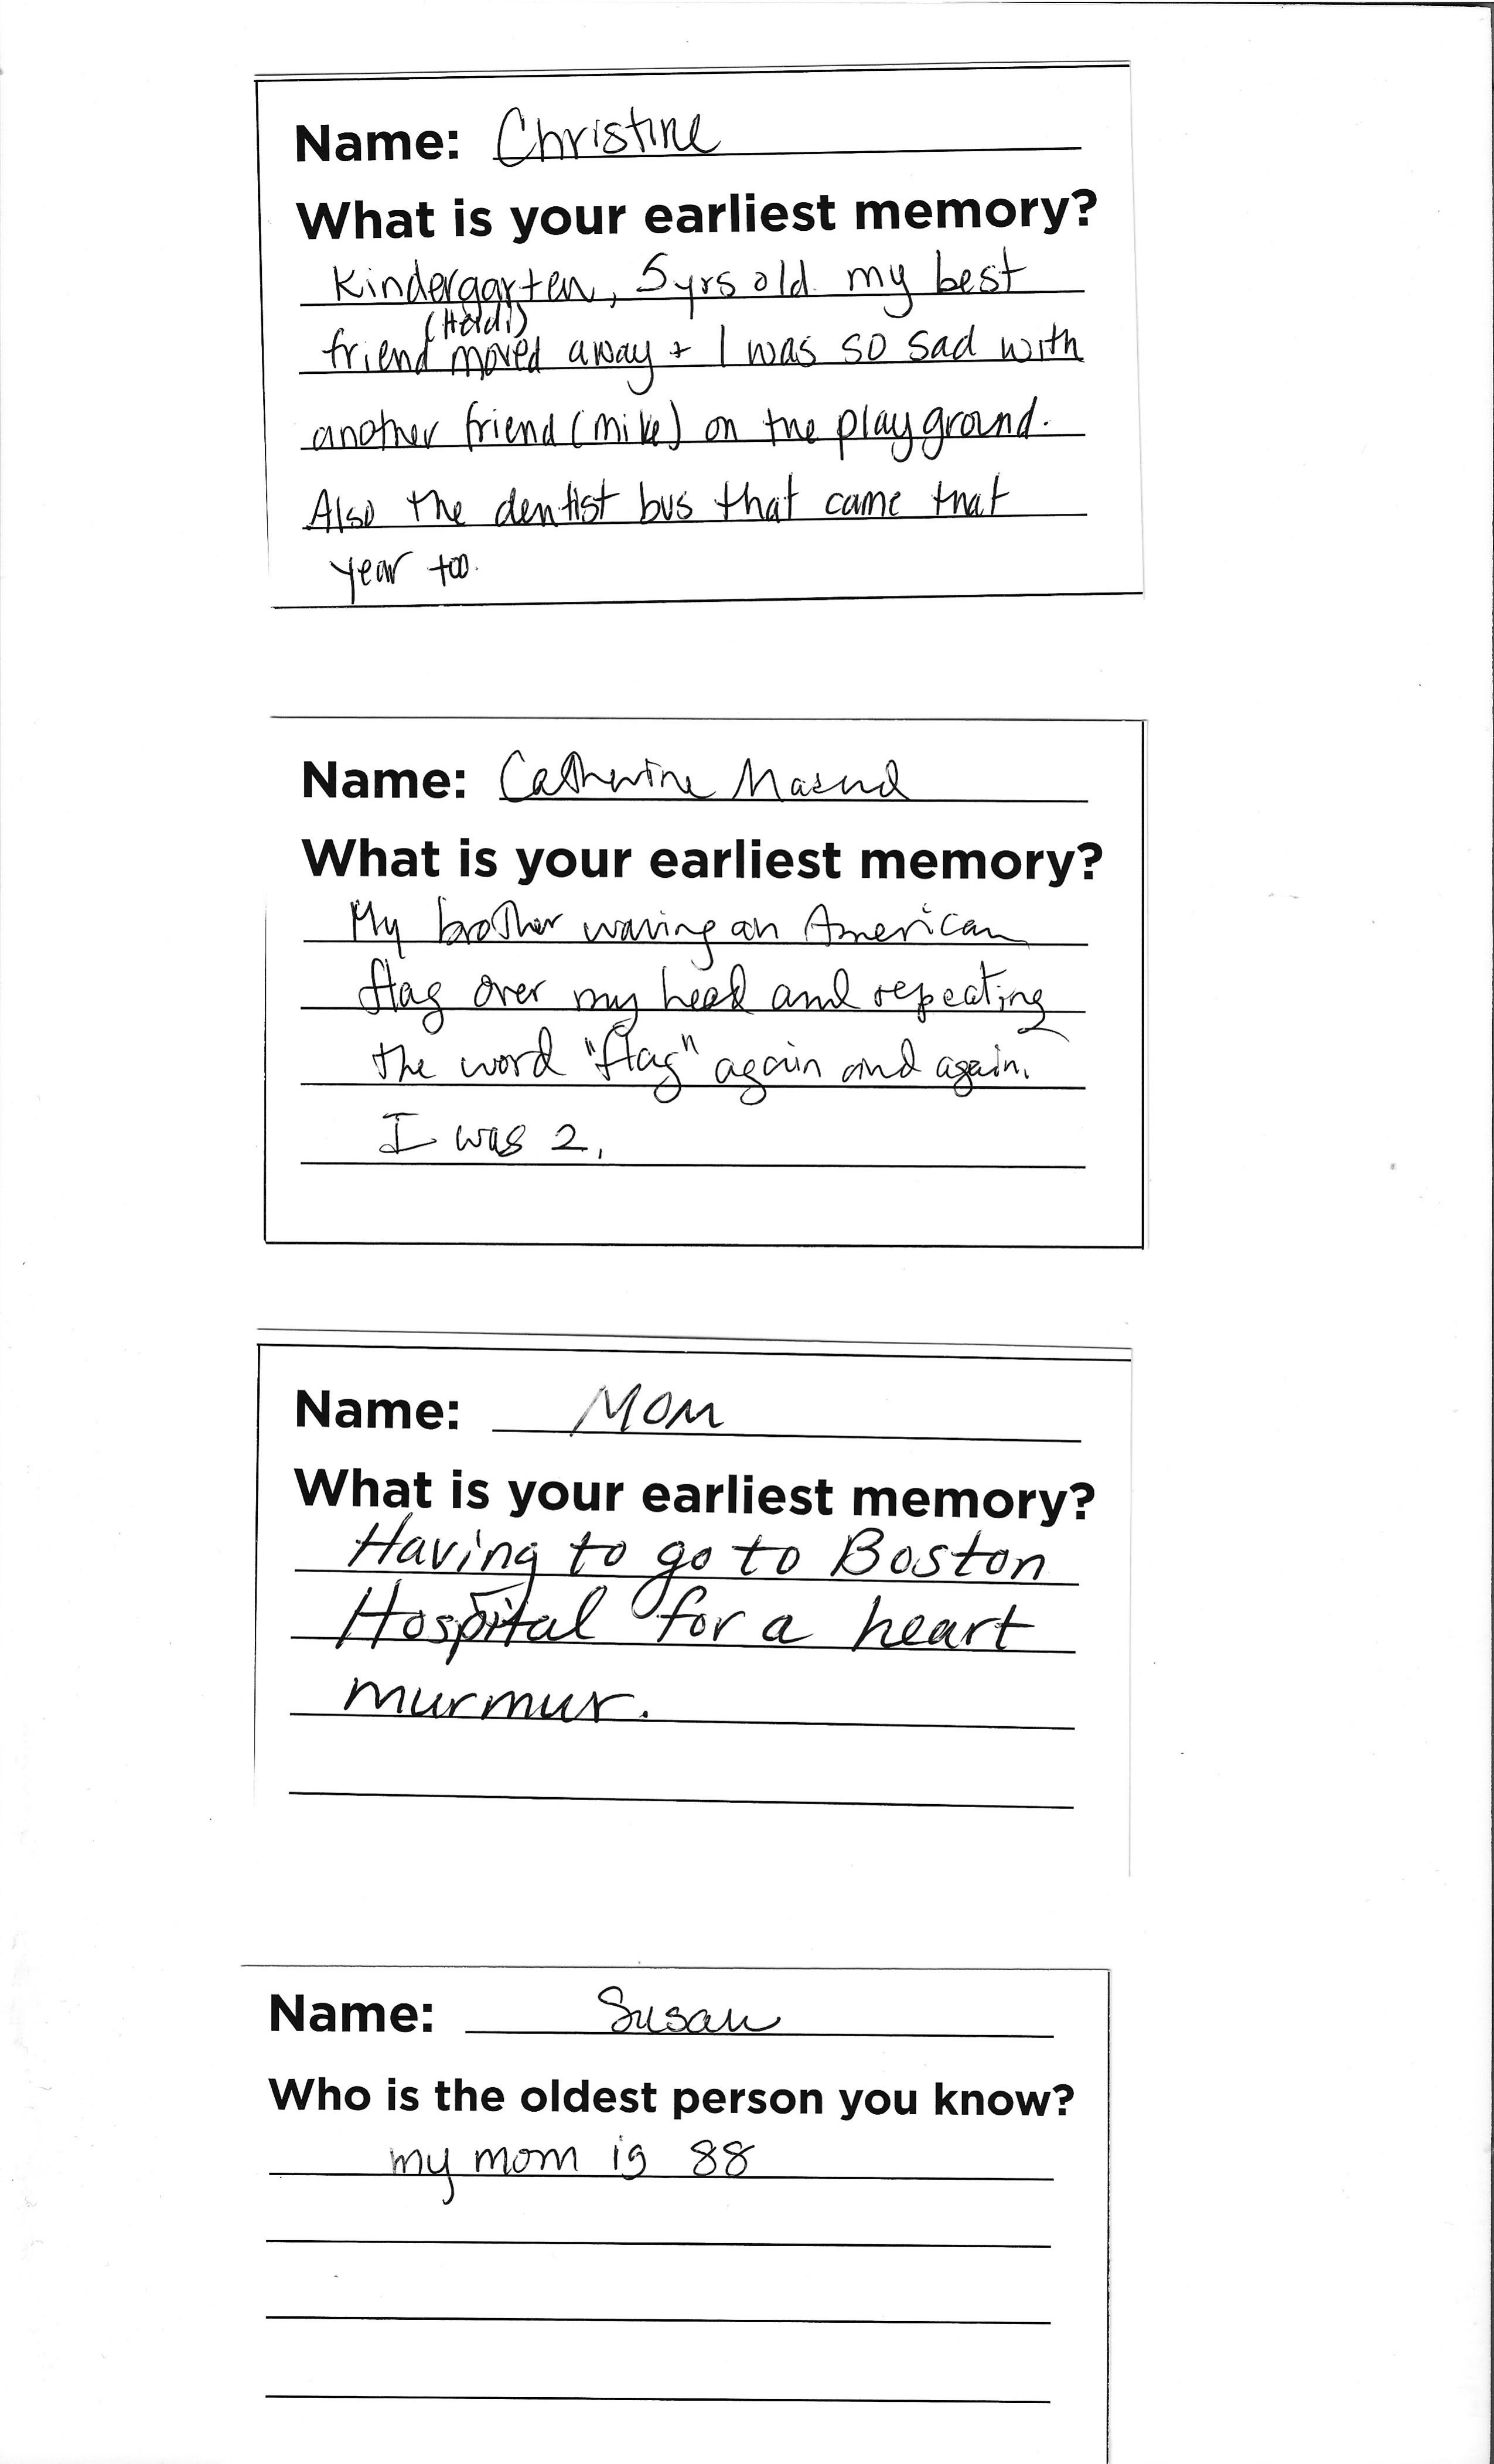 Name: Christine
What is your earliest memory?
Kindergarten, 5yrs old my best
(Heidi)
friend moved away + I was so sad with
another friend (mike) on the playground.
Also the dentist bus that came that
year too.
Name: Catherine Masud
What is your earliest memory?
My brother waving an American
flag over my head and repeating
the word "flag" again and again.
I was 2.
Name: MOM
What is your earliest memory?
Having to go to Boston
Hospital for a heart
murmur.
Name: Susan
Who is the oldest person you know?
my mom is 88